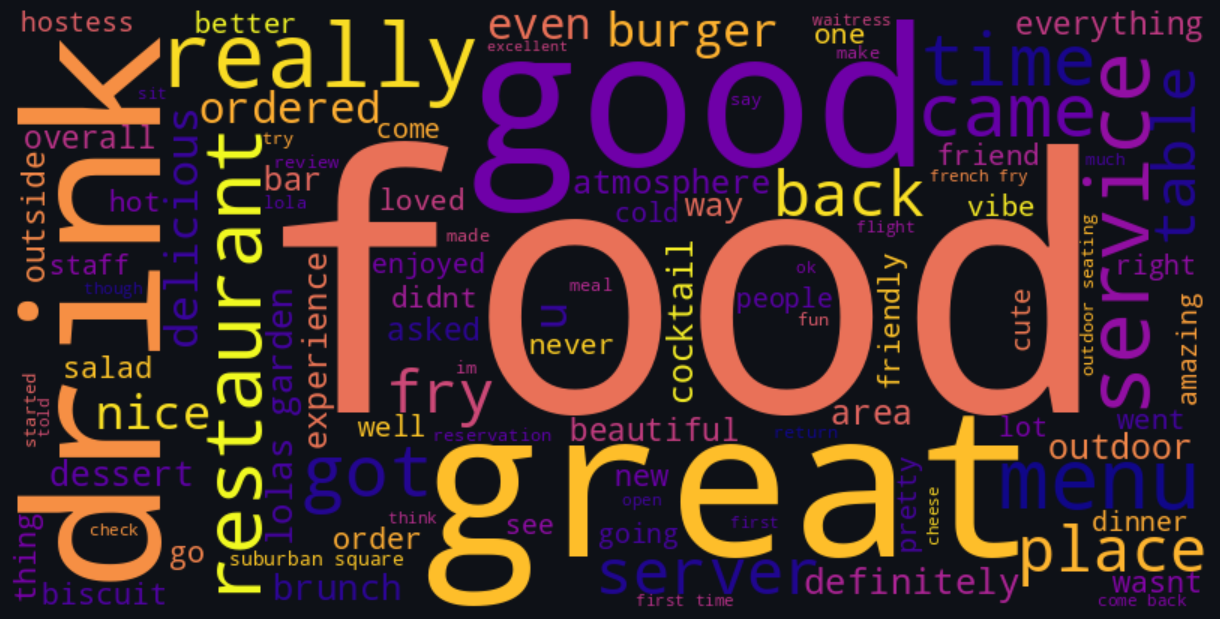 hostess
better
really
even
excellent
burger
waitress
one
make
everything
good
time
came
service
table
drink
sit
ordered
overall
delicious
come
try
review
bar
lola
loved
say
atmosphere
cold
way
back
friend
french fry
much
vibe
flight
outside
hot
restaurant
food
made
staff
though
enjoyed
experience
didnt
asked
u
meal
never
cocktail
ok
people
fun
friendly
cute
outdoor seating
right
amazing
salad
nice
lolas garden
im
fry
started
told
well
reservation
beautiful
area
return
lot
went
outdoor
dessert
got
great
new
open
first
pretty
cheese
menu
dinner
place
thing
check
go
think
order
see
going
suburban square
brunch
biscuit
server
definitely
first time
wasnt
come back